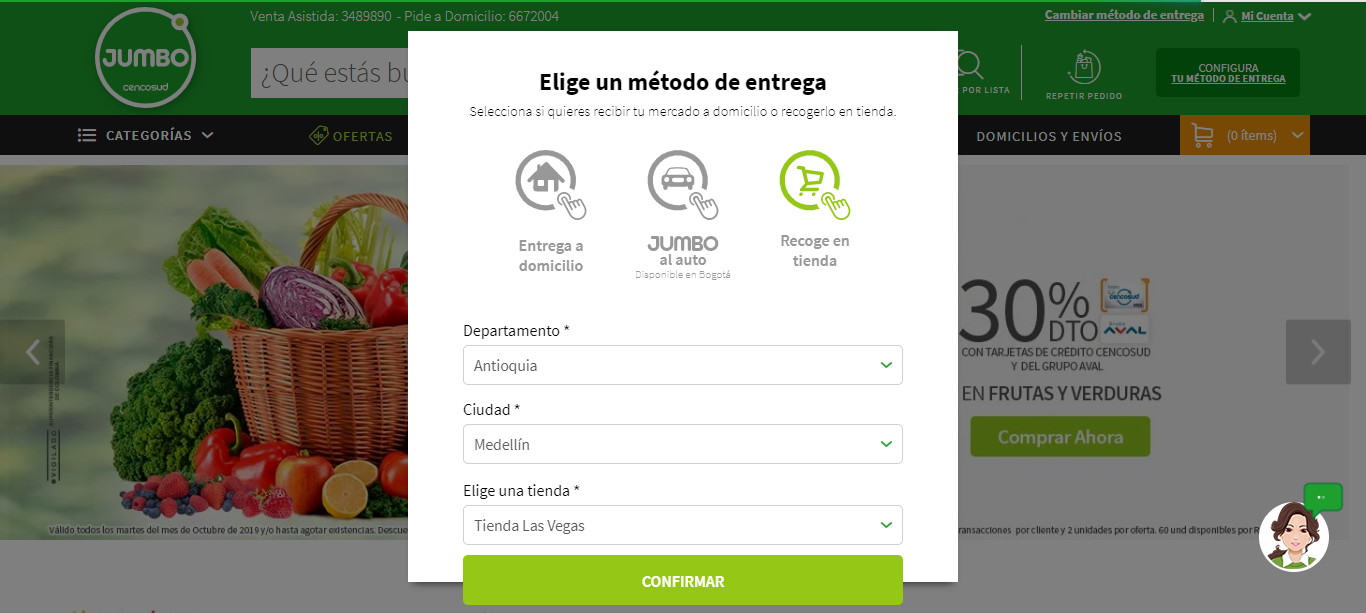 Venta Asistida: 3489890 - Pide a Domicilio: 6672004
Cambiar método de entrega
Mi Cuenta
JUMBO
cencosud
¿Qué estás bu
POR LISTA
REPETIR PEDIDO
CONFIGURA
TU MÉTODO DE ENTREGA
CATEGORÍAS
OFERTAS
DOMICILIOS Y ENVÍOS
(0 ítems)
Elige un método de entrega
Selecciona si quieres recibir tu mercado a domicilio o recogerlo en tienda.
Entrega a
domicilio
JUMBO
al auto
Disponible en Bogotá
Recoge en
tienda
Departamento *
Antioquia
Ciudad *
Medellín
Elige una tienda *
Tienda Las Vegas
CONFIRMAR
30%
DTO
cencosud
AVAL
CON TARJETAS DE CRÉDITO CENCOSUD
Y DEL GRUPO AVAL
EN FRUTAS Y VERDURAS
Comprar Ahora
VIGILADO SUPERINTENDENCIA FINANCIERA
DE COLOMBIA
Válido todos los martes del mes de Octubre de 2019 y/o hasta agotar existencias. Descue
ransacciones por cliente y 2 unidades por oferta. 60 und disponibles por R